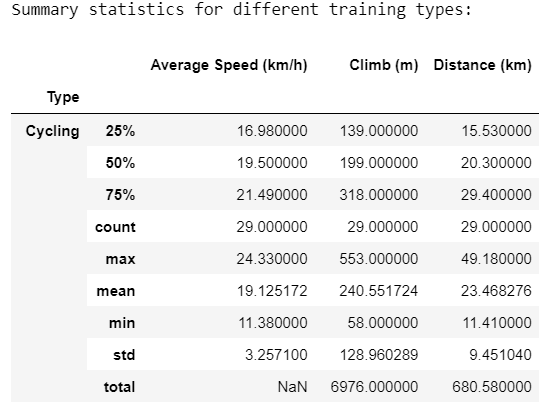 Summary statistics for different training types:
Average Speed (km/h) Climb (m) Distance (km)
Type
Cycling 25% 16.980000 139.000000 15.530000
50% 19.500000 199.000000 20.300000
75% 21.490000 318.000000 29.400000
count 29.000000 29.000000 29.000000
max 24.330000 553.000000 49.180000
mean 19.125172 240.551724 23.468276
min 11.380000 58.000000 11.410000
std 3.257100 128.960289 9.451040
total NaN 6976.000000 680.580000